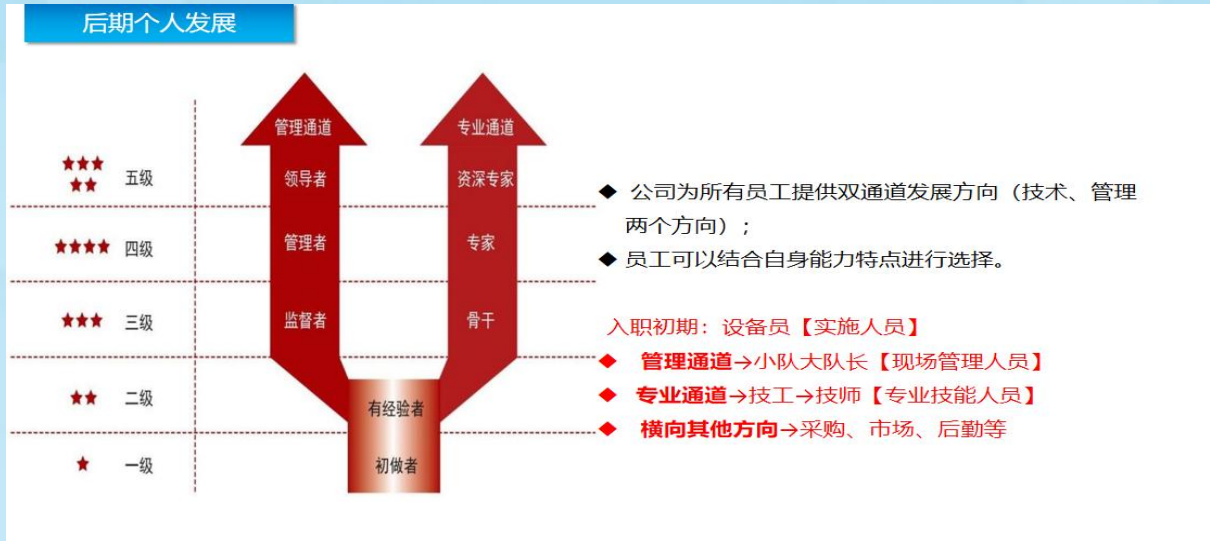 后期个人发展
管理通道 专业通道
★★★
★★ 五级 领导者 资深专家
★★★★ 四级 管理者 专家
★★★ 三级 监督者 骨干
★★ 二级 有经验者
★ 一级 初做者
◆ 公司为所有员工提供双通道发展方向（技术、管理
两个方向）;
◆ 员工可以结合自身能力特点进行选择。
入职初期：设备员【实施人员】
◆ 管理通道→小队大队长【现场管理人员】
◆ 专业通道→技工→技师【专业技能人员】
◆ 横向其他方向→采购、市场、后勤等